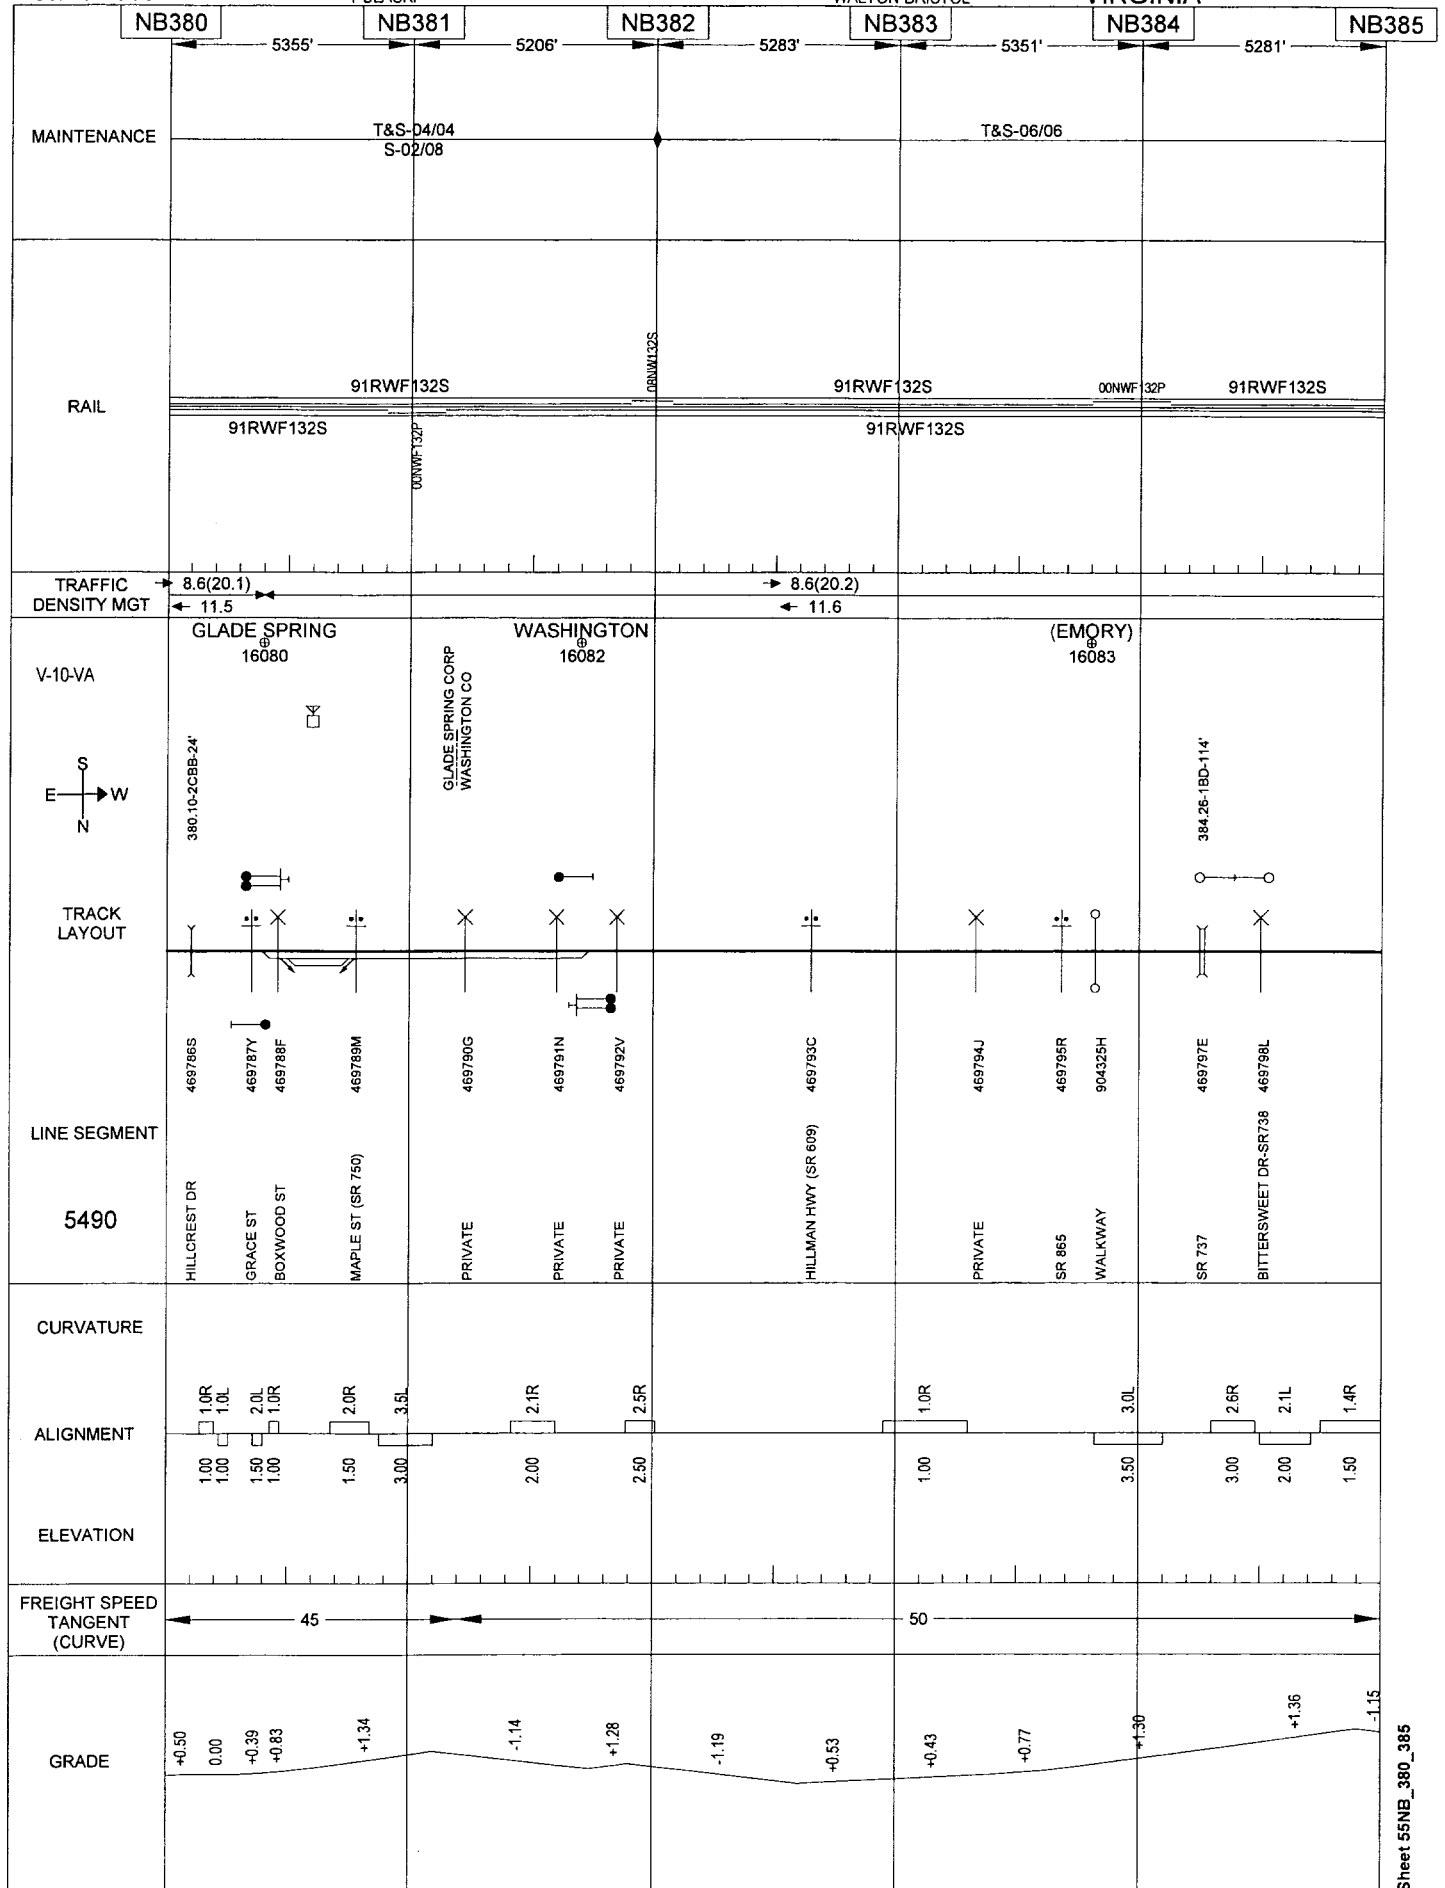 VIRGINIA
NB380 NB381 NB382 NB383 NB384 NB385
5355' 5206' 5283' 5351' 5281'
MAINTENANCE
T&S-04/04
S-02/08
T&S-06/06
RAIL
91RWF132S
08NW132S
91RWF132S
00NWF132P
91RWF132S
91RWF132S
00NWF132P
91RWF132S
TRAFFIC
DENSITY MGT
8.6(20.1)
11.5
8.6(20.2)
11.6
GLADE SPRING
16080
WASHINGTON
16082
(EMORY)
16083
V-10-VA
GLADE SPRING CORP
WASHINGTON CO
S
E W
N
380.10-2CBB-24'
384.26-1BD-114'
TRACK
LAYOUT
469786S
469787Y
469788F
469789M
469790G
469791N
469792V
469793C
469794J
469795R
904325H
469797E
469798L
LINE SEGMENT
5490
HILLCREST DR
GRACE ST
BOXWOOD ST
MAPLE ST (SR 750)
PRIVATE
PRIVATE
PRIVATE
HILLMAN HWY (SR 609)
PRIVATE
SR 865
WALKWAY
SR 737
BITTERSWEET DR-SR738
CURVATURE
1.0R
1.0L
2.0L
1.0R
2.0R
3.5L
2.1R
2.5R
1.0R
3.0L
2.6R
2.1L
1.4R
ALIGNMENT
1.00
1.00
1.50
1.00
1.50
3.00
2.00
2.50
1.00
3.50
3.00
2.00
1.50
ELEVATION
FREIGHT SPEED
TANGENT
(CURVE)
45
50
GRADE
+0.50
0.00
+0.39
+0.83
+1.34
-1.14
+1.28
-1.19
+0.53
+0.43
+0.77
+1.30
+1.36
-1.15
Sheet 55NB_380_385